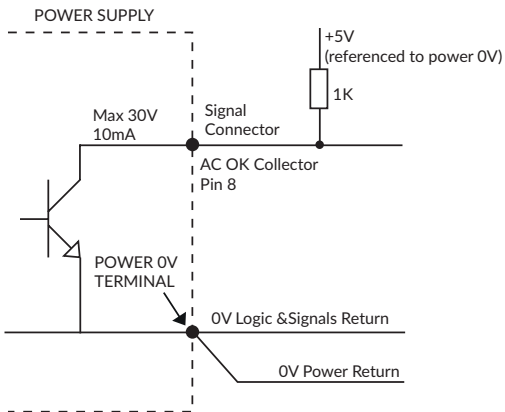 POWER SUPPLY
+5V
(referenced to power 0V)
1K
Max 30V
10mA
Signal
Connector
AC OK Collector
Pin 8
POWER 0V
TERMINAL
0V Logic &Signals Return
0V Power Return